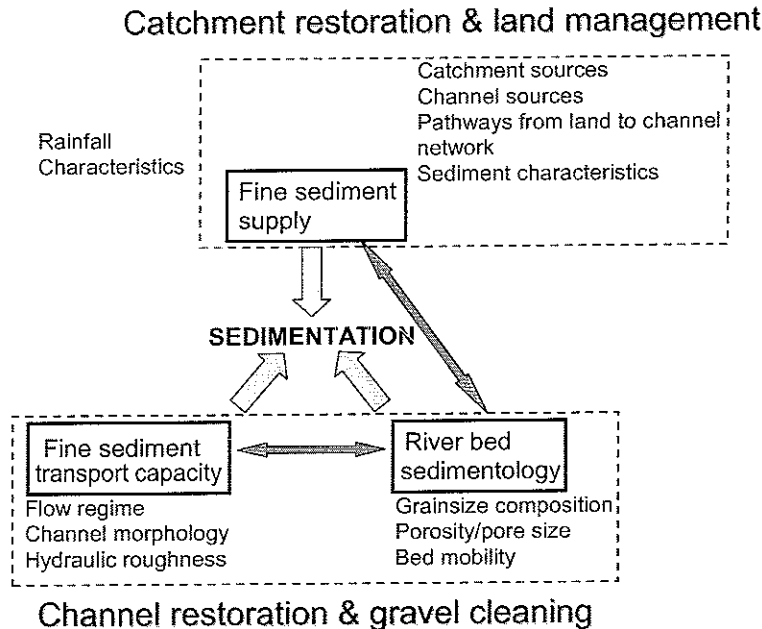 Catchment restoration & land management
Catchment sources
Channel sources
Pathways from land to channel
network
Sediment characteristics
Rainfall
Characteristics
Fine sediment
supply
SEDIMENTATION
Fine sediment
transport capacity
River bed
sedimentology
Flow regime
Channel morphology
Hydraulic roughness
Grainsize composition
Porosity/pore size
Bed mobility
Channel restoration & gravel cleaning